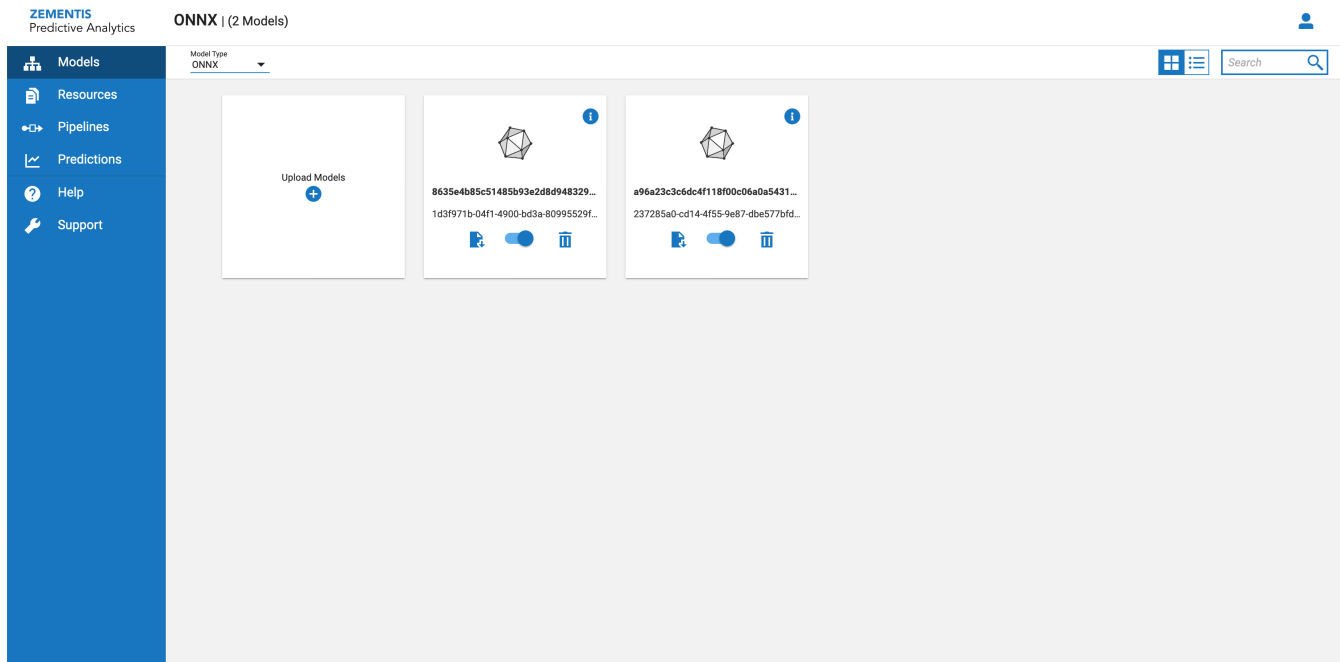 ZEMENTIS
Predictive Analytics
ONNX | (2 Models)
Models
Resources
Pipelines
Predictions
Help
Support
Model Type
ONNX
Search
Upload Models
8635e4b85c51485b93e2d8d948329...
1d3f971b-04f1-4900-bd3a-80995529f...
a96a23c3c6dc4f118f00c06a0a5431...
237285a0-cd14-4f55-9e87-dbe577bfd...